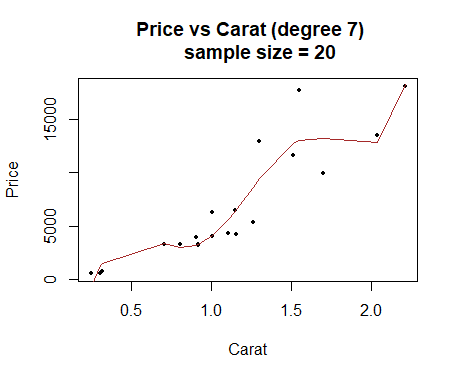 Price vs Carat (degree 7)
sample size = 20
15000
5000
0
Price
0.5 1.0 1.5 2.0
Carat